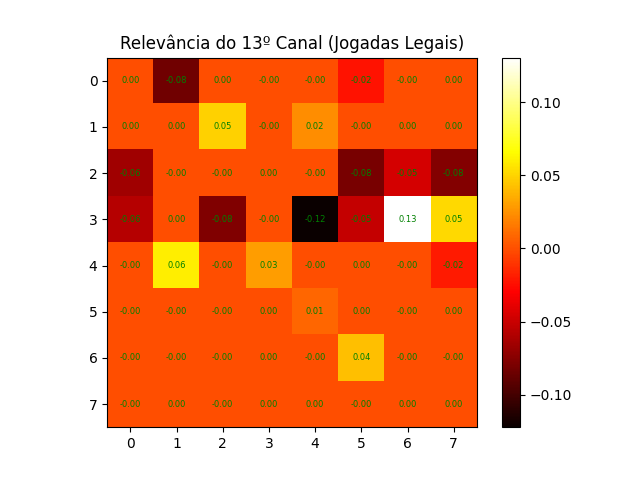 Relevância do 13º Canal (Jogadas Legais)
0 0.00 -0.08 0.00 -0.00 -0.00 -0.00 0.00
1 0.00 0.00 0.05 -0.00 0.02 -0.00 0.00 0.00
2 -0.06 -0.00 -0.00 0.00 -0.00 -0.08 -0.08
3 -0.06 0.00 -0.08 -0.00 -0.12 0.13 0.05
4 -0.00 0.06 -0.00 0.03 -0.00 0.00 -0.00 -0.02
5 -0.00 -0.00 -0.00 0.00 0.01 0.00 -0.00 0.00
6 -0.00 -0.00 -0.00 0.00 -0.00 0.04 -0.00 -0.00
7 -0.00 0.00 -0.00 0.00 0.00 -0.00 0.00 0.00
0 1 2 3 4 5 6 7
0.10
0.05
0.00
−0.05
−0.10